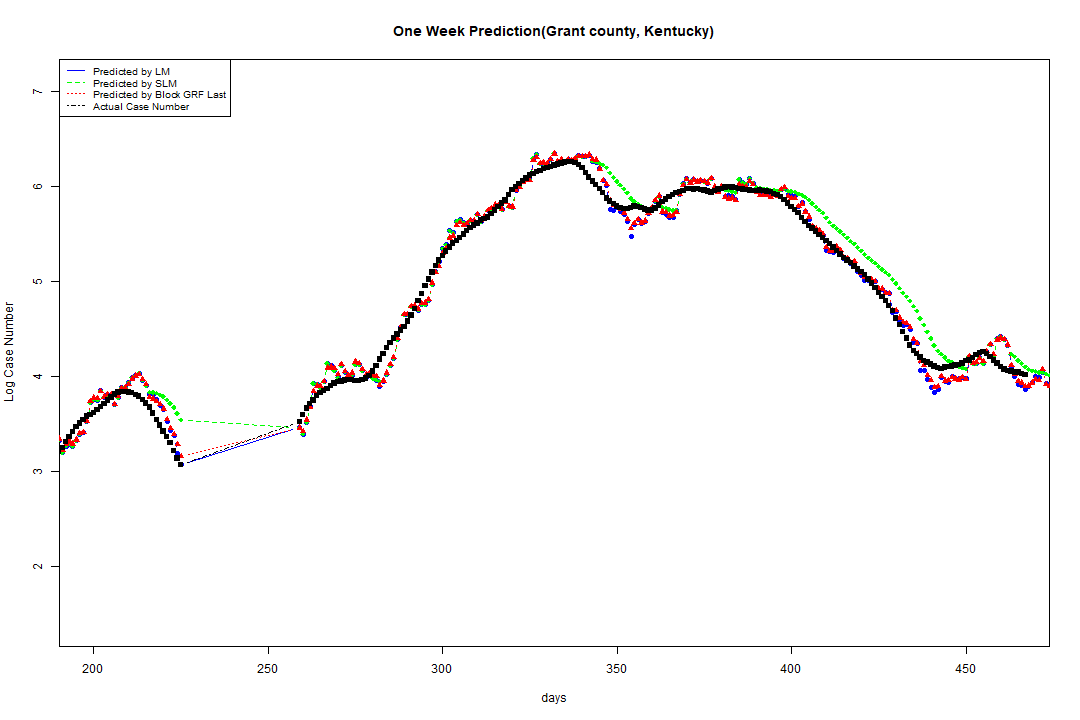 One Week Prediction(Grant county, Kentucky)
Predicted by LM
Predicted by SLM
Predicted by Block GRF Last
Actual Case Number
7
6
5
4
3
2
Log Case Number
200 250 300 350 400 450
days